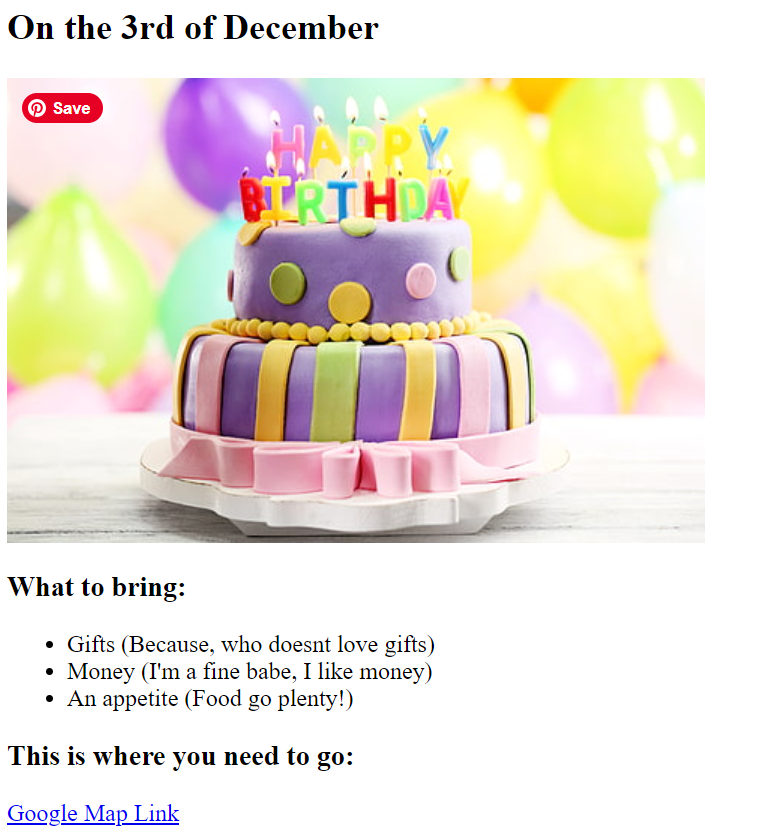 On the 3rd of December
Save
HAPPY
BIRTHDAY
What to bring:
Gifts (Because, who doesnt love gifts)
Money (I'm a fine babe, I like money)
An appetite (Food go plenty!)
This is where you need to go:
Google Map Link